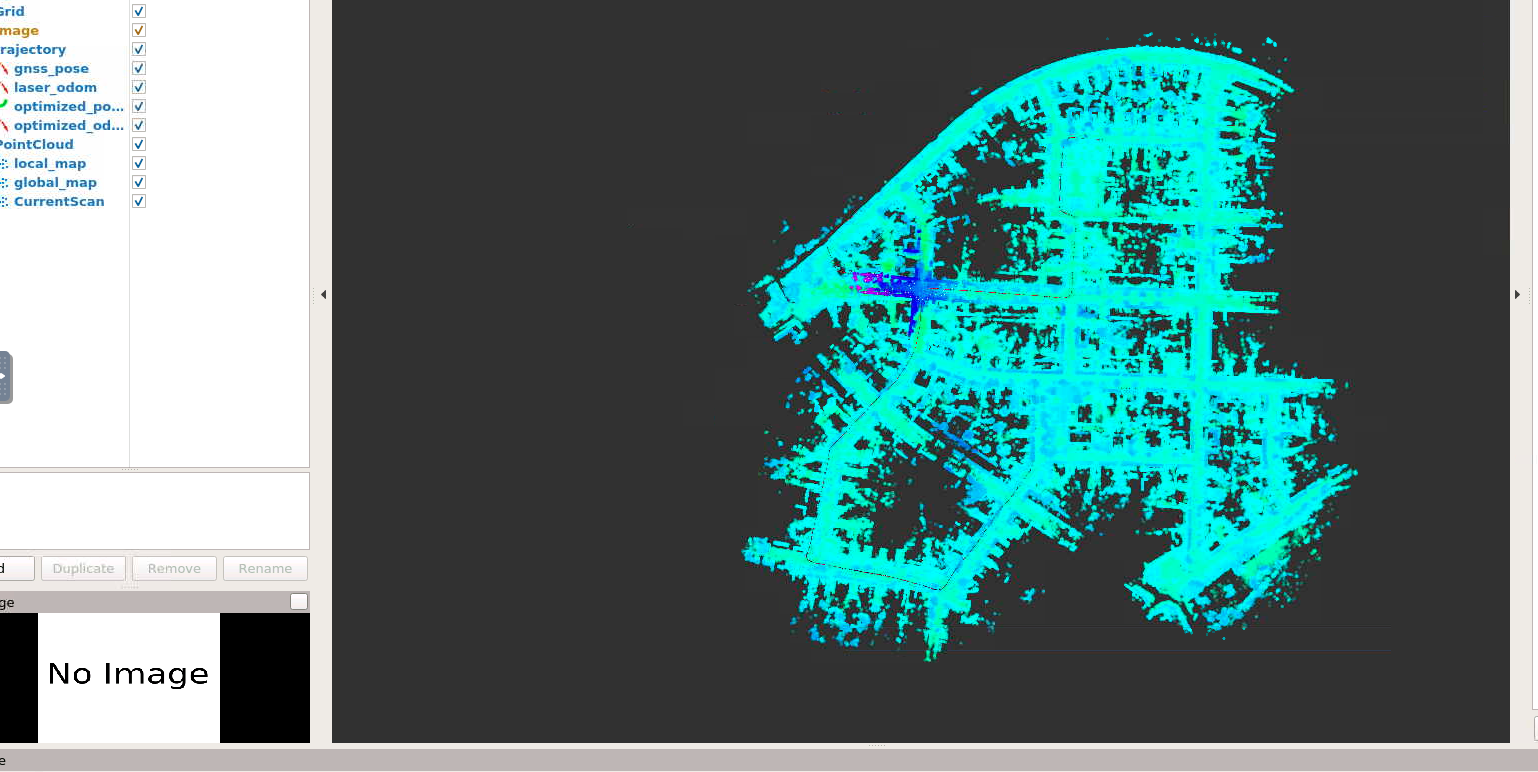 Grid
mage
rajectory
gnss_pose
laser_odom
optimized_po...
optimized_od...
PointCloud
local_map
global_map
CurrentScan
d
Duplicate
Remove
Rename
ge
No Image
e